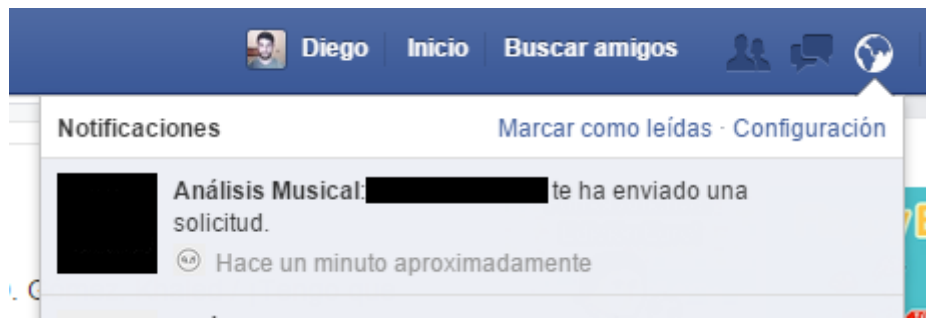 Diego Inicio Buscar amigos
Notificaciones Marcar como leídas · Configuración
Análisis Musical: te ha enviado una
solicitud.
Hace un minuto aproximadamente